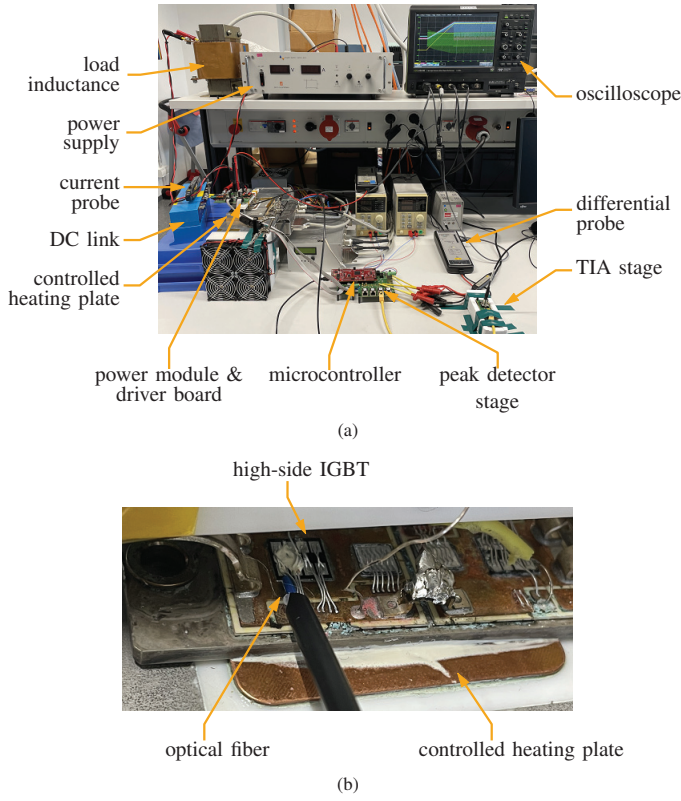 load
inductance
power
supply
current
probe
DC link
controlled
heating plate
power module &
driver board
microcontroller
peak detector
stage
oscilloscope
differential
probe
TIA stage
(a)
high-side IGBT
optical fiber
controlled heating plate
(b)